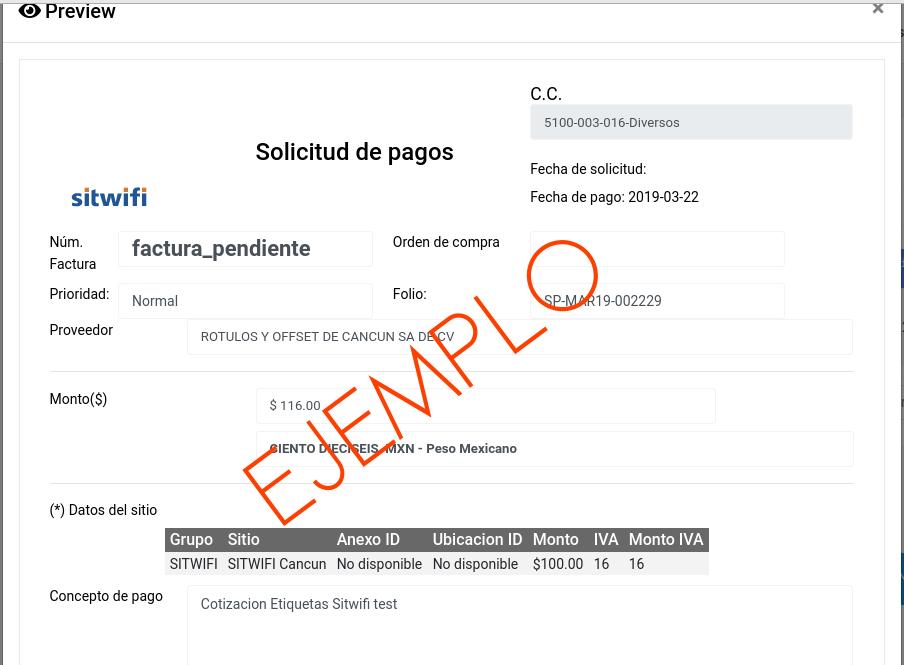 Preview
×
C.C.
5100-003-016-Diversos
Solicitud de pagos
Fecha de solicitud:
sitwifi
Fecha de pago: 2019-03-22
Núm. Factura
factura_pendiente
Orden de compra
Prioridad:
Normal
Folio:
SP-MAR19-002229
Proveedor
ROTULOS Y OFFSET DE CANCUN SA DE CV
Monto($)
$ 116.00
CIENTO DIECISEIS MXN - Peso Mexicano
EJEMPLO
(*) Datos del sitio
Grupo Sitio Anexo ID Ubicacion ID Monto IVA Monto IVA
SITWIFI SITWIFI Cancun No disponible No disponible $100.00 16 16
Concepto de pago
Cotizacion Etiquetas Sitwifi test